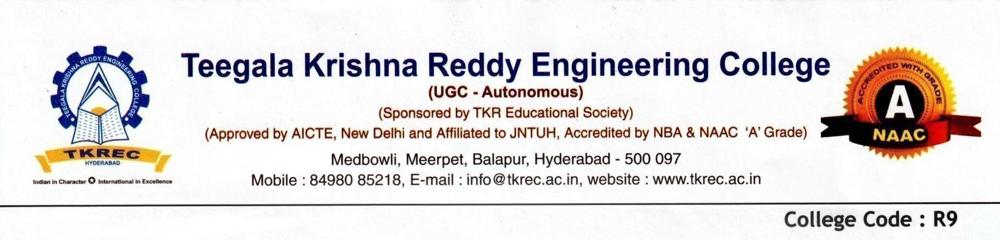 TEEGALA KRISHNA REDDY ENGINEERING COLLEGE
TKREC
HYDERABAD
Indian in Character International in Excellence
Teegala Krishna Reddy Engineering College
(UGC - Autonomous)
(Sponsored by TKR Educational Society)
(Approved by AICTE, New Delhi and Affiliated to JNTUH, Accredited by NBA & NAAC 'A' Grade)
Medbowli, Meerpet, Balapur, Hyderabad - 500 097
Mobile : 84980 85218, E-mail : info@tkrec.ac.in, website : www.tkrec.ac.in
ACCREDITED WITH GRADE
A
NAAC
College Code : R9